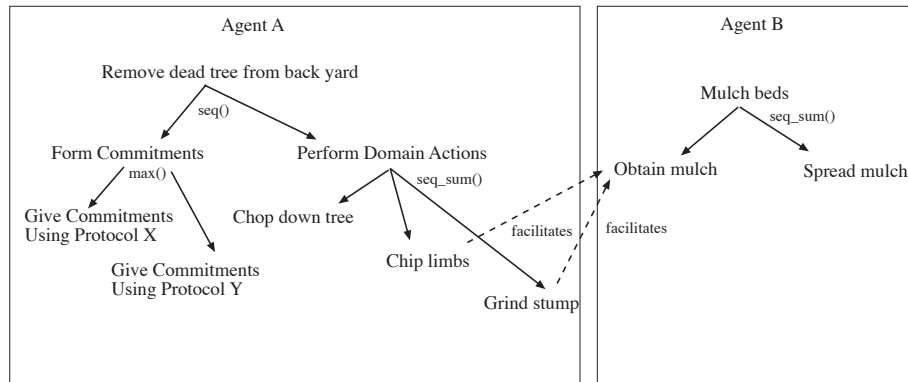 Agent A
Agent B
Remove dead tree from back yard
seq()
Mulch beds
seq_sum()
Form Commitments
Perform Domain Actions
max()
seq_sum()
Obtain mulch
Spread mulch
Give Commitments
Using Protocol X
Chop down tree
facilitates
facilitates
Chip limbs
Give Commitments
Using Protocol Y
Grind stump